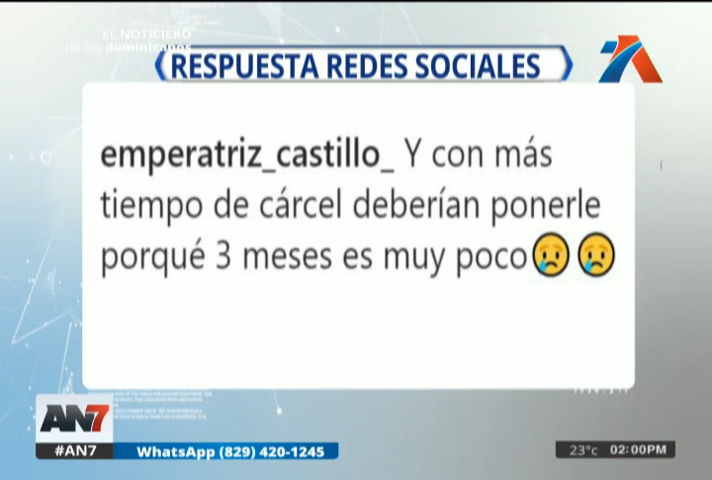 EL NOTICIERO
de los dominicanos
RESPUESTA REDES SOCIALES
emperatriz_castillo_ Y con más
tiempo de cárcel deberían ponerle
porqué 3 meses es muy poco😢😢
AN7
#AN7
WhatsApp (829) 420-1245
23°c 02:00PM